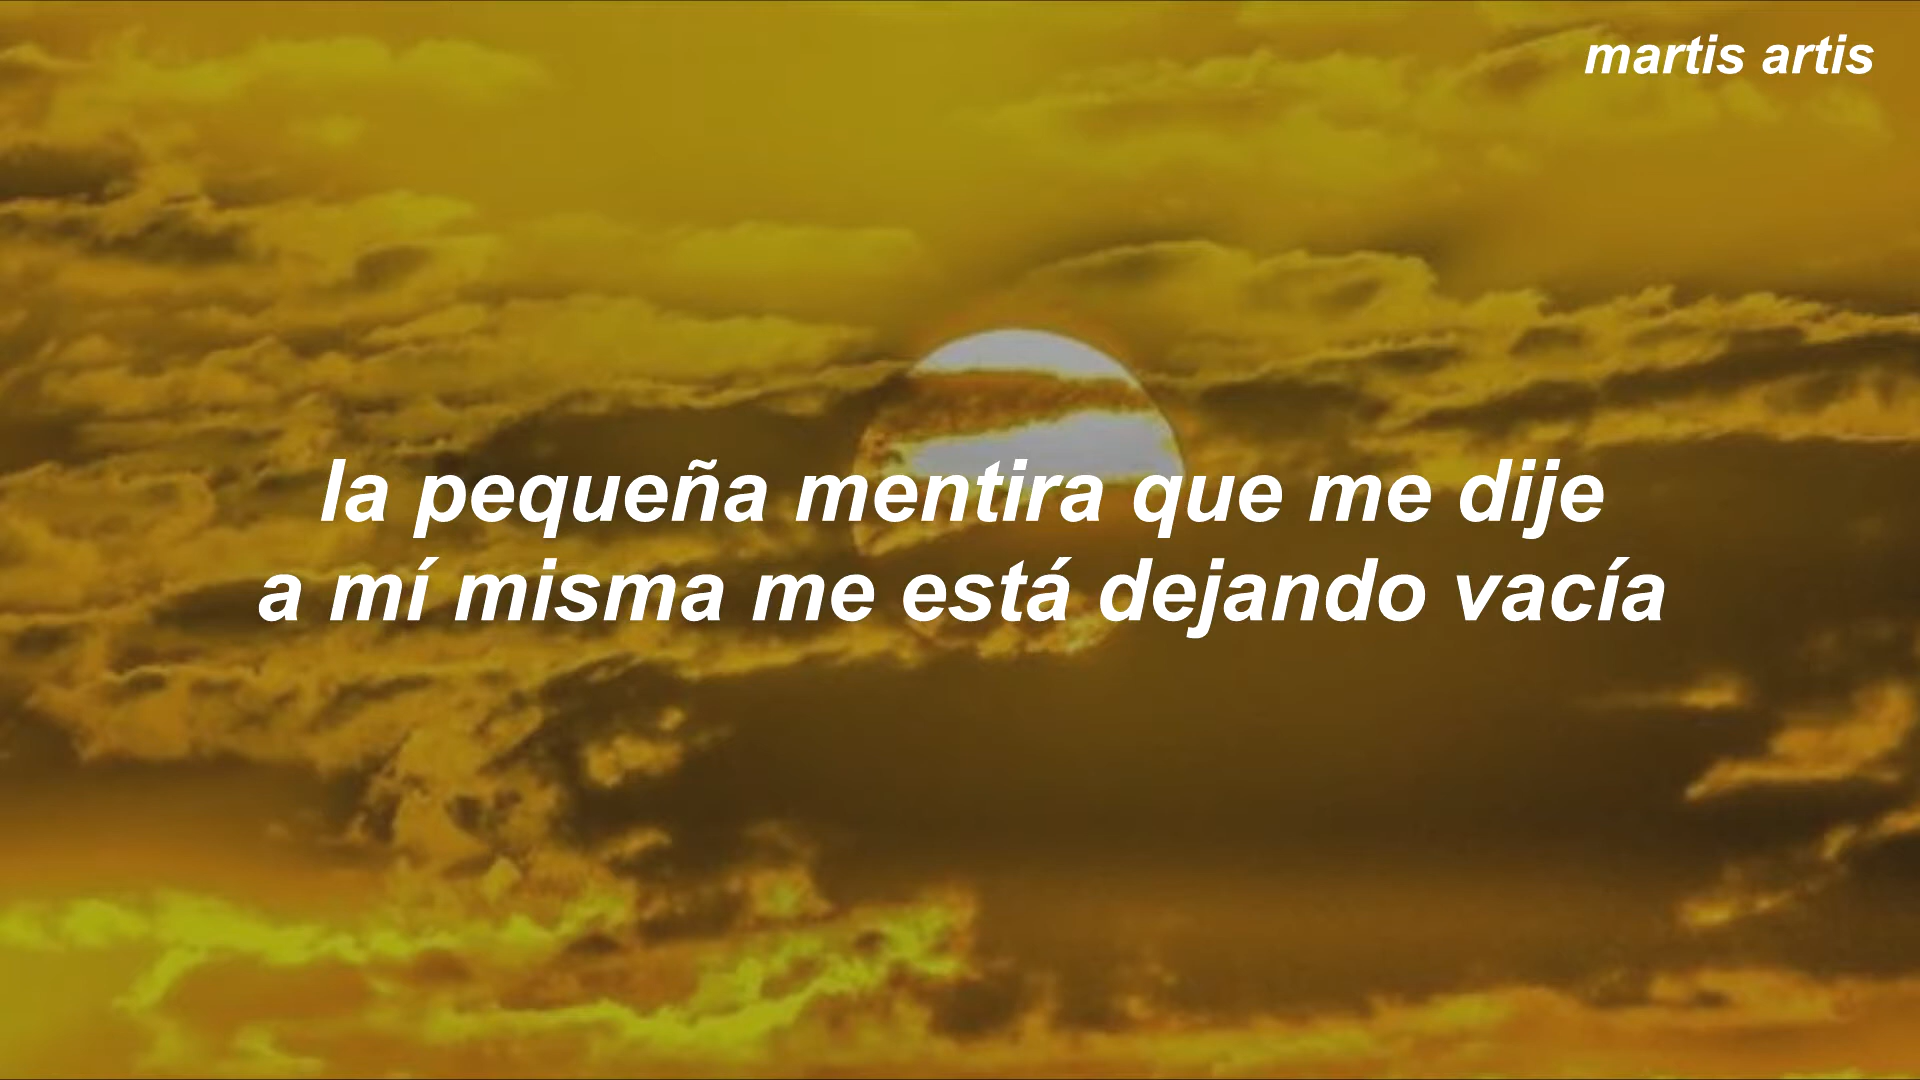 martis artis
la pequeña mentira que me dije
a mí misma me está dejando vacía